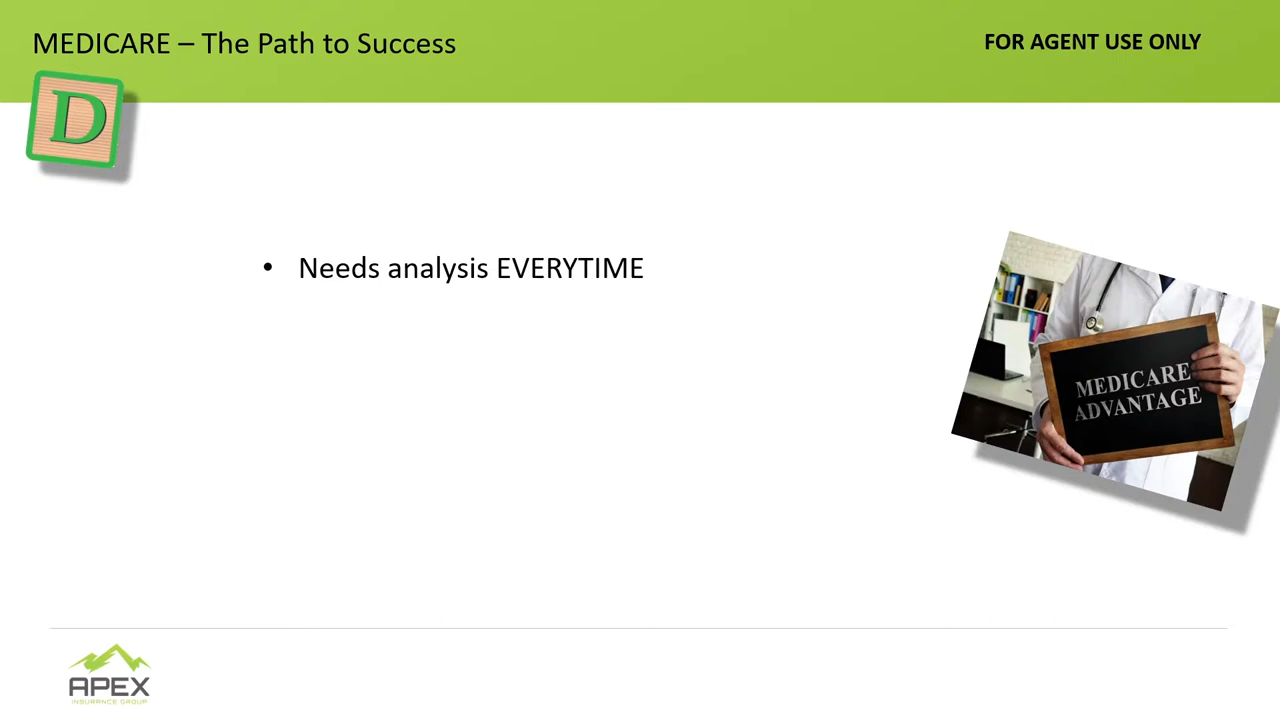 MEDICARE – The Path to Success
FOR AGENT USE ONLY
D
• Needs analysis EVERYTIME
MEDICARE
ADVANTAGE
APEX
INSURANCE GROUP